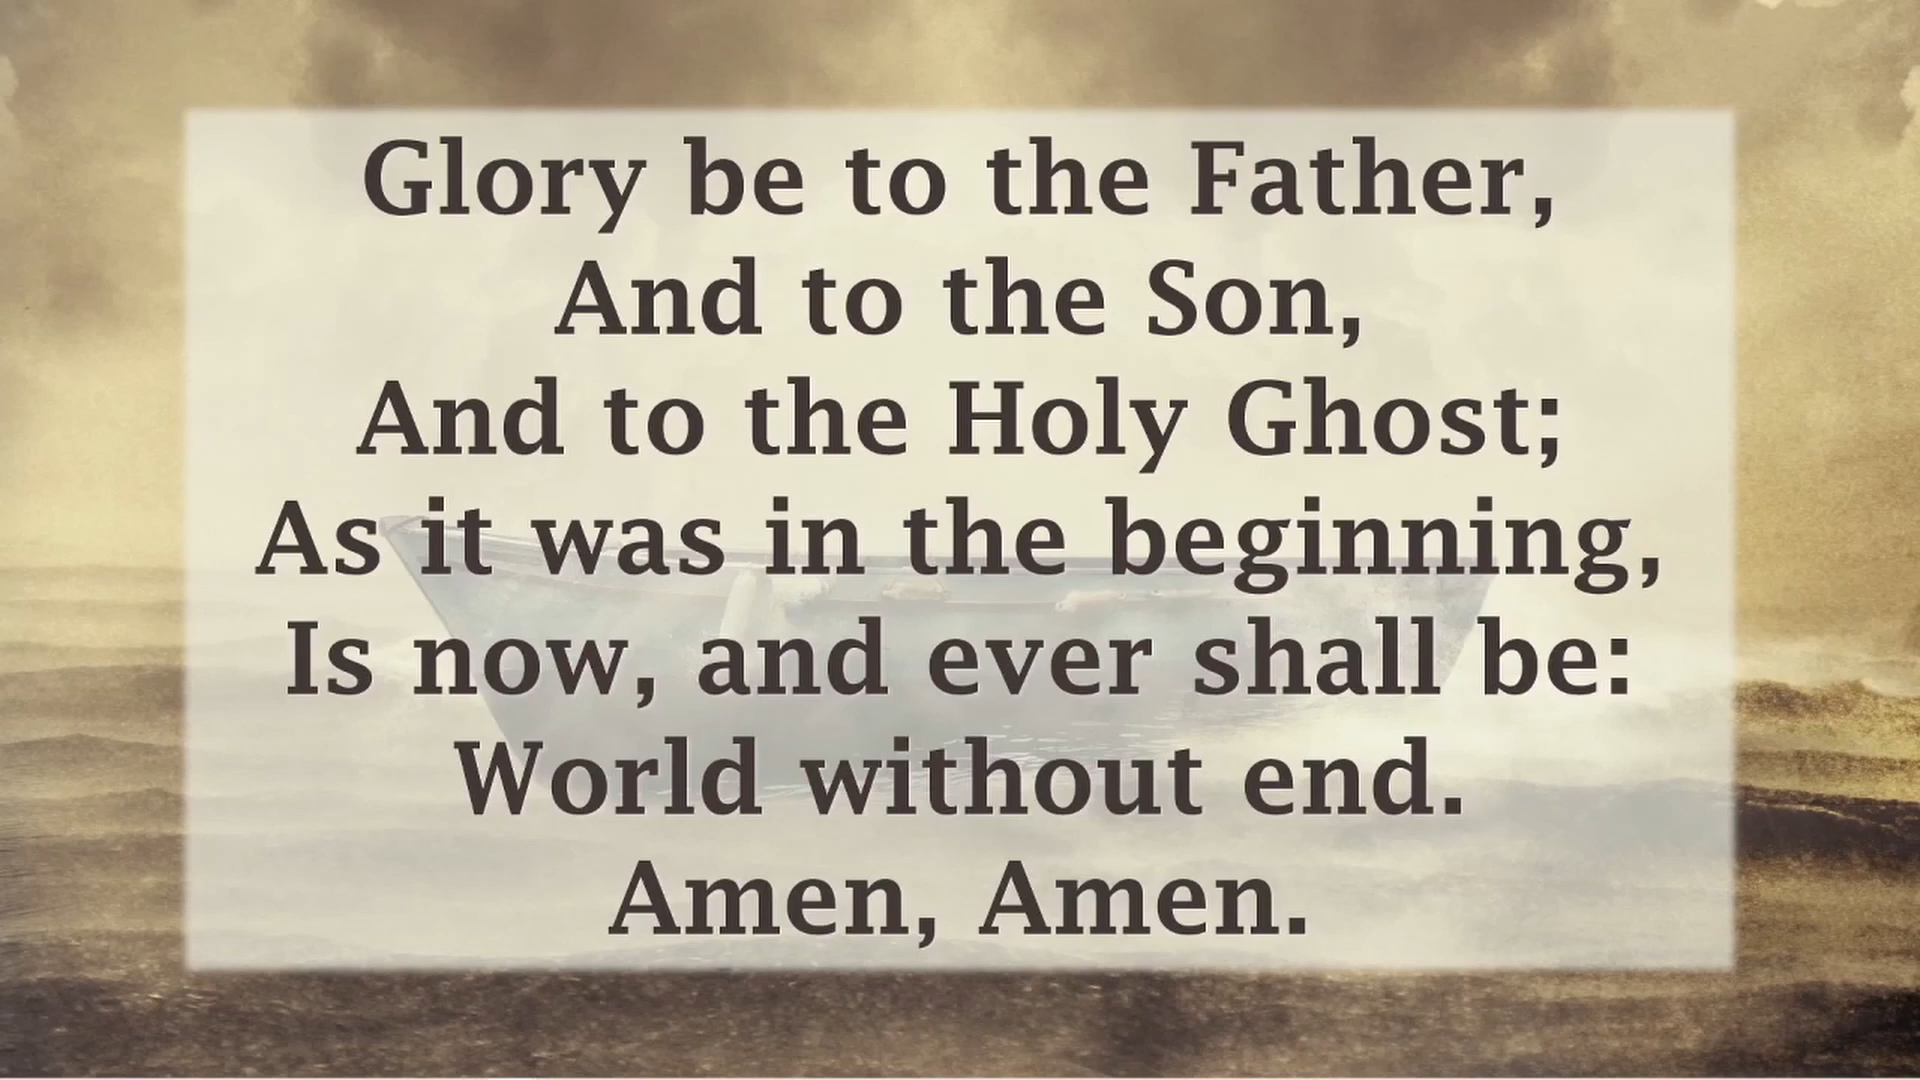 Glory be to the Father,
And to the Son,
And to the Holy Ghost;
As it was in the beginning,
Is now, and ever shall be:
World without end.
Amen, Amen.